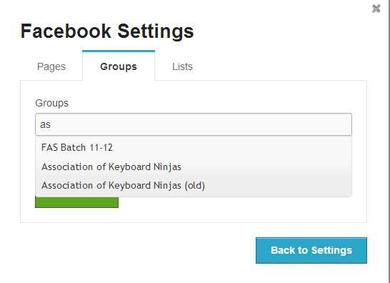 Facebook Settings
Pages Groups Lists
Groups
as
FAS Batch 11-12
Association of Keyboard Ninjas
Association of Keyboard Ninjas (old)
Back to Settings